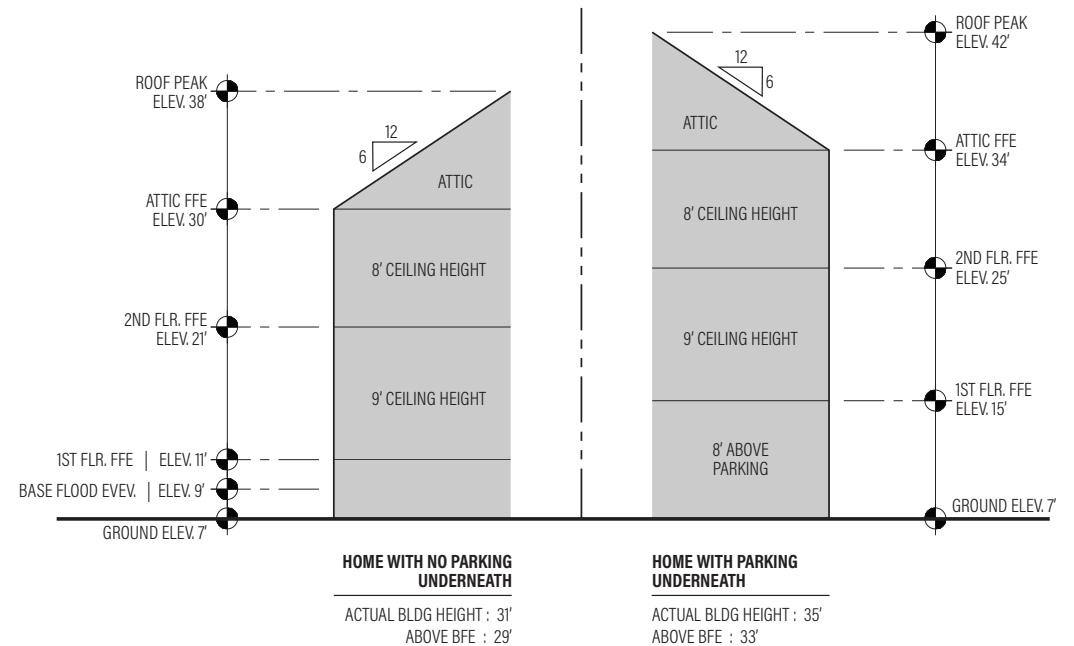 ROOF PEAK
ELEV. 38'
12
6
ATTIC
ATTIC FFE
ELEV. 30'
8' CEILING HEIGHT
2ND FLR. FFE
ELEV. 21'
9' CEILING HEIGHT
1ST FLR. FFE | ELEV. 11'
BASE FLOOD EVEV. | ELEV. 9'
GROUND ELEV. 7'
HOME WITH NO PARKING
UNDERNEATH
ACTUAL BLDG HEIGHT : 31'
ABOVE BFE : 29'
ROOF PEAK
ELEV. 42'
12
6
ATTIC
ATTIC FFE
ELEV. 34'
8' CEILING HEIGHT
2ND FLR. FFE
ELEV. 25'
9' CEILING HEIGHT
1ST FLR. FFE
ELEV. 15'
8' ABOVE
PARKING
GROUND ELEV. 7'
HOME WITH PARKING
UNDERNEATH
ACTUAL BLDG HEIGHT : 35'
ABOVE BFE : 33'